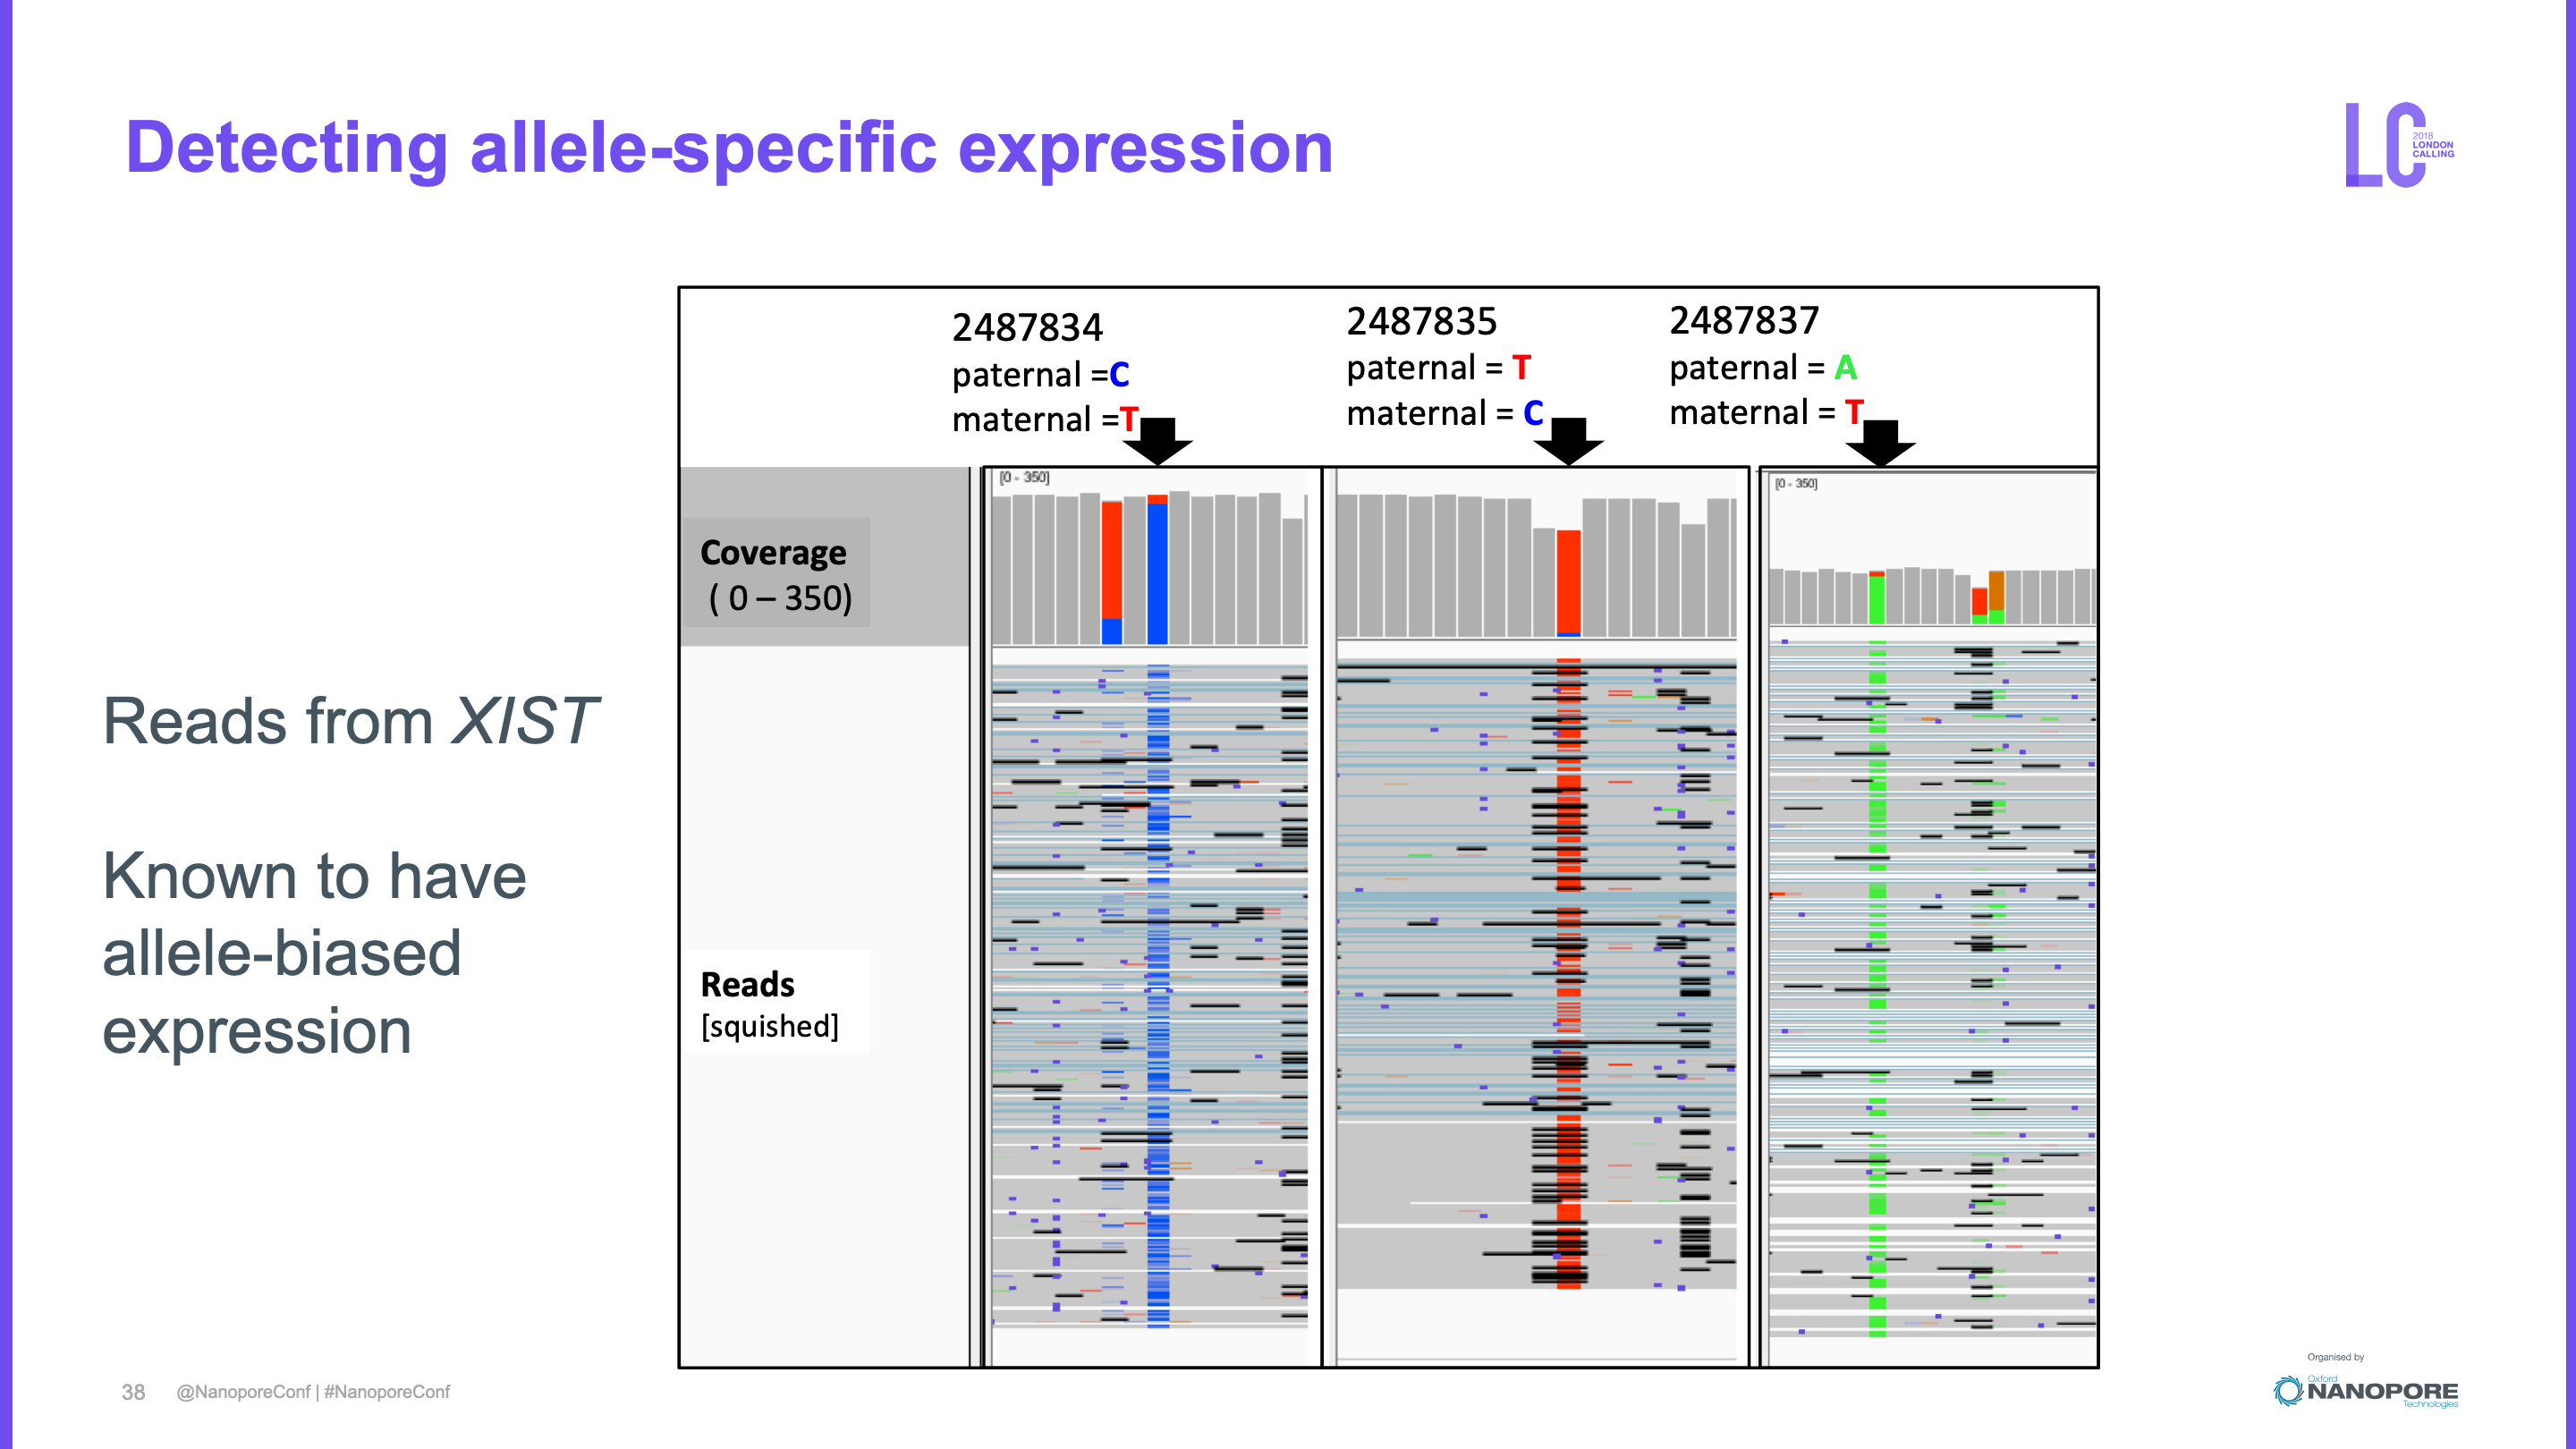 Detecting allele-specific expression
LC
2018
LONDON
CALLING
2487834
paternal =C
maternal =T
2487835
paternal = T
maternal = C
2487837
paternal = A
maternal = T
[0 - 350]
[0 - 350]
Coverage
( 0 – 350)
Reads from XIST
Known to have
allele-biased
expression
Reads
[squished]
38
@NanoporeConf | #NanoporeConf
Organised by
Oxford
NANOPORE
Technologies